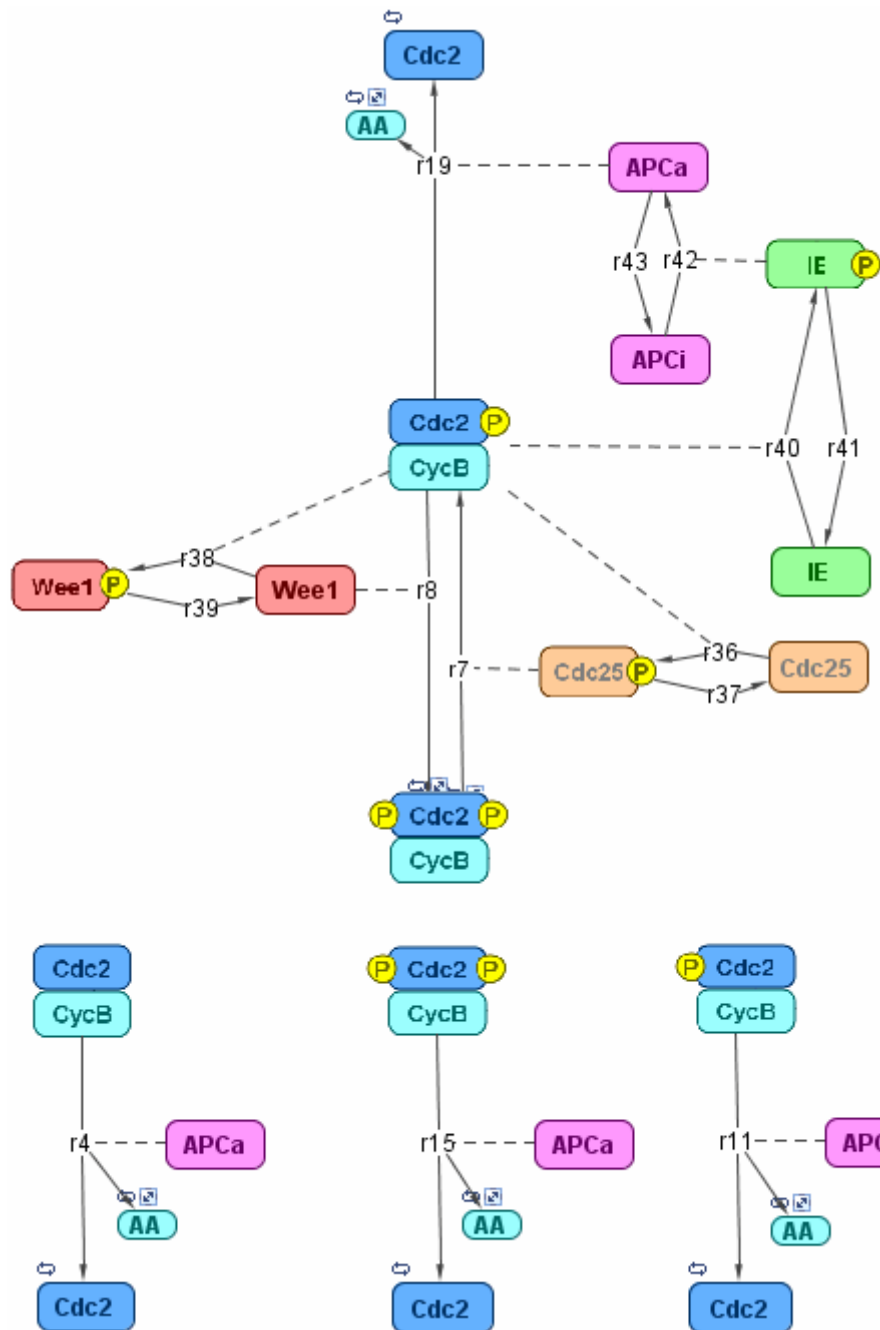 Cdc2
AA
r19
APCa
r43
r42
IE
P
APCi
Cdc2
P
CycB
r40
r41
r38
Wee1
P
r39
Wee1
r8
IE
r7
Cdc25
P
r36
r37
Cdc25
P
Cdc2
P
CycB
Cdc2
P
Cdc2
P
P
Cdc2
CycB
CycB
CycB
r4
APCa
r15
APCa
r11
APC
AA
AA
AA
Cdc2
Cdc2
Cdc2